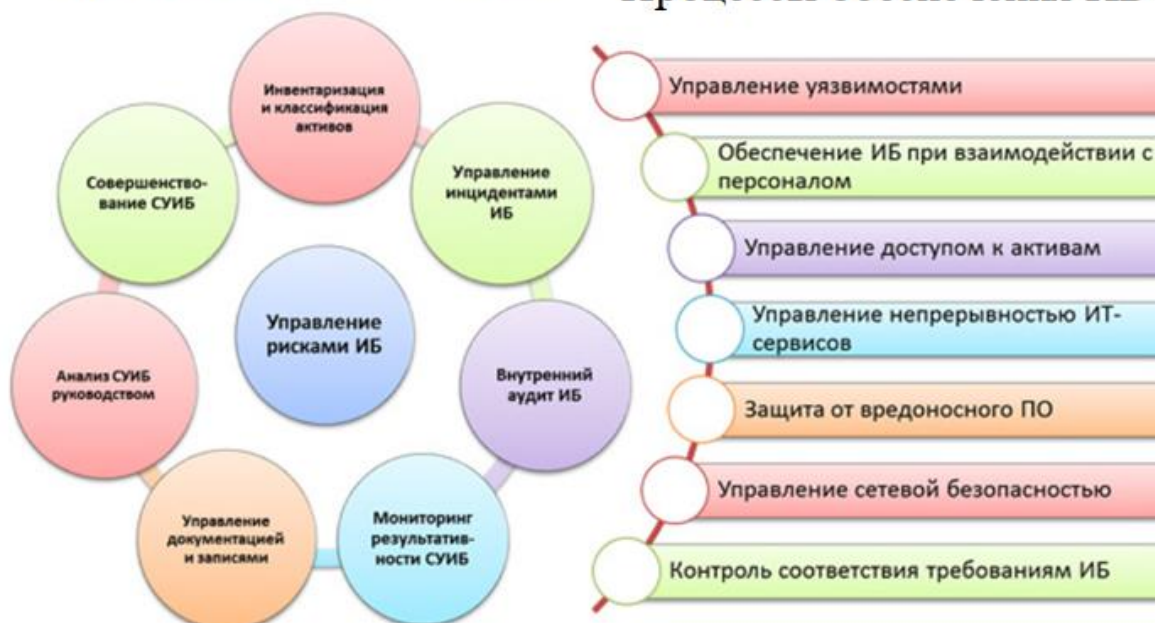 Инвентаризация
и классификация
активов
Управление
инцидентами
ИБ
Внутренний
аудит ИБ
Мониторинг
результатив-
ности СУИБ
Управление
документацией
и записями
Анализ СУИБ
руководством
Совершенство-
вание СУИБ
Управление
рисками ИБ
Управление уязвимостями
Обеспечение ИБ при взаимодействии с
персоналом
Управление доступом к активам
Управление непрерывностью ИТ-
сервисов
Защита от вредоносного ПО
Управление сетевой безопасностью
Контроль соответствия требованиям ИБ